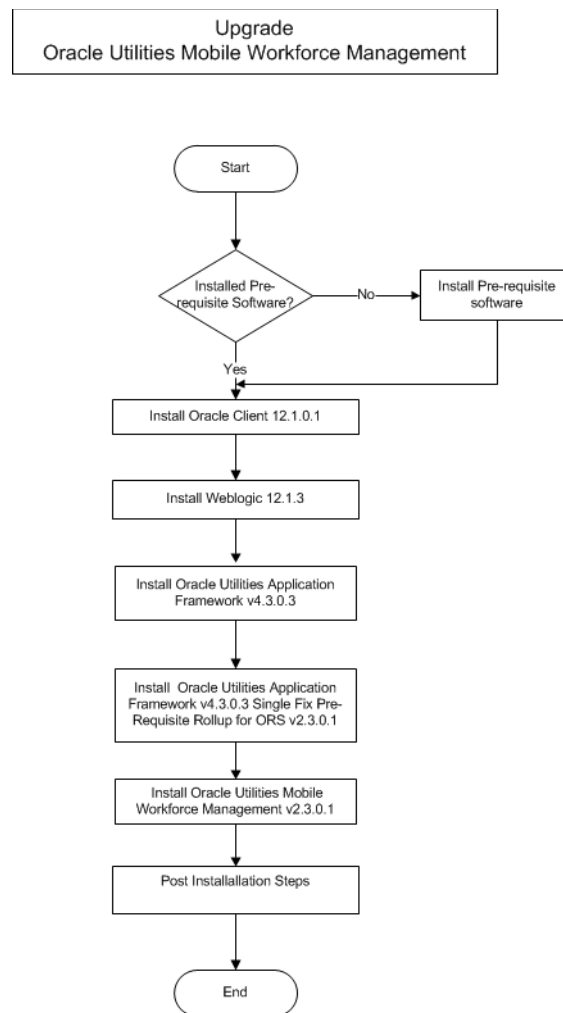 Upgrade
Oracle Utilities Mobile Workforce Management
Start
Installed Pre-
requisite Software?
No
Install Pre-requisite
software
Yes
Install Oracle Client 12.1.0.1
Install Weblogic 12.1.3
Install Oracle Utilities Application
Framework v4.3.0.3
Install Oracle Utilities Application
Framework v4.3.0.3 Single Fix Pre-
Requisite Rollup for ORS v2.3.0.1
Install Oracle Utilities Mobile
Workforce Management v2.3.0.1
Post Installallation Steps
End